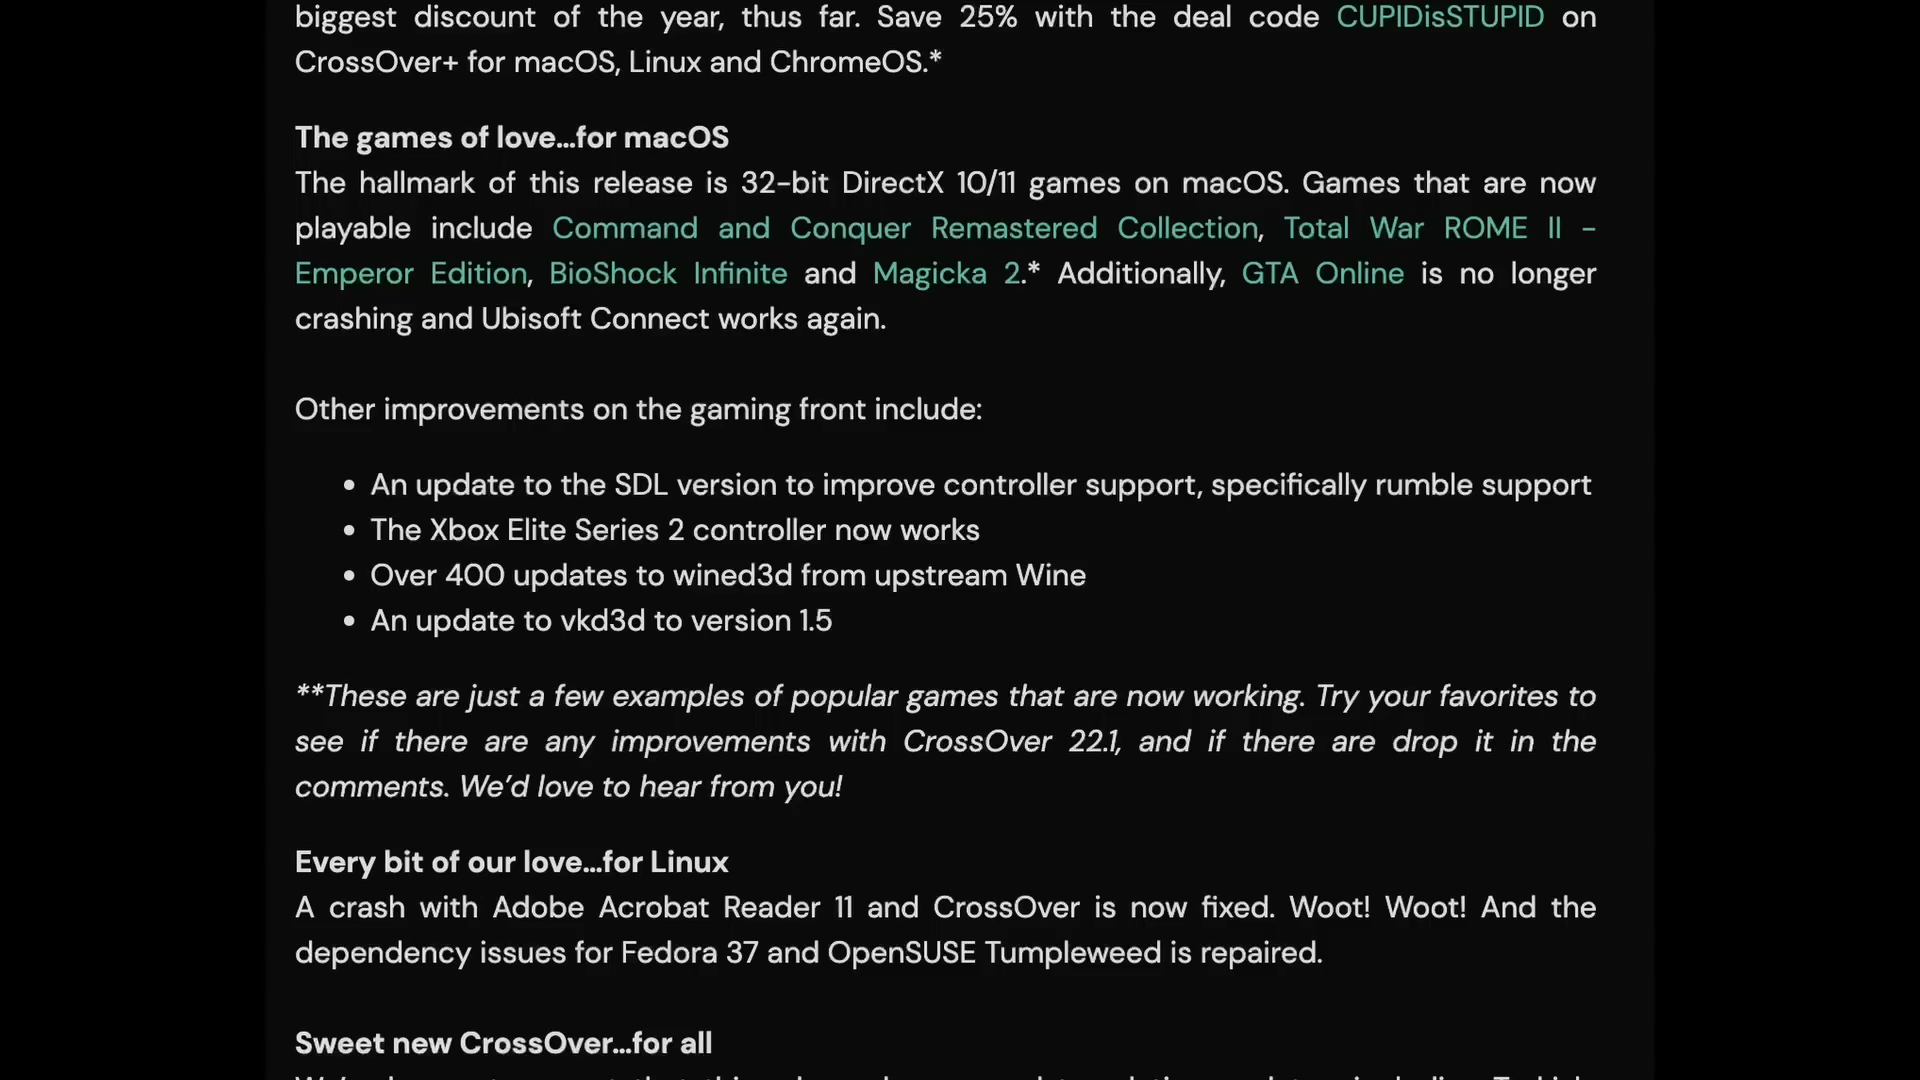 biggest discount of the year, thus far. Save 25% with the deal code CUPIDisSTUPID on
CrossOver+ for macOS, Linux and ChromeOS.*
The games of love...for macOS
The hallmark of this release is 32-bit DirectX 10/11 games on macOS. Games that are now
playable include Command and Conquer Remastered Collection, Total War ROME II -
Emperor Edition, BioShock Infinite and Magicka 2.* Additionally, GTA Online is no longer
crashing and Ubisoft Connect works again.
Other improvements on the gaming front include:
• An update to the SDL version to improve controller support, specifically rumble support
• The Xbox Elite Series 2 controller now works
• Over 400 updates to wined3d from upstream Wine
• An update to vkd3d to version 1.5
**These are just a few examples of popular games that are now working. Try your favorites to
see if there are any improvements with CrossOver 22.1, and if there are drop it in the
comments. We’d love to hear from you!
Every bit of our love...for Linux
A crash with Adobe Acrobat Reader 11 and CrossOver is now fixed. Woot! Woot! And the
dependency issues for Fedora 37 and OpenSUSE Tumpleweed is repaired.
Sweet new CrossOver...for all